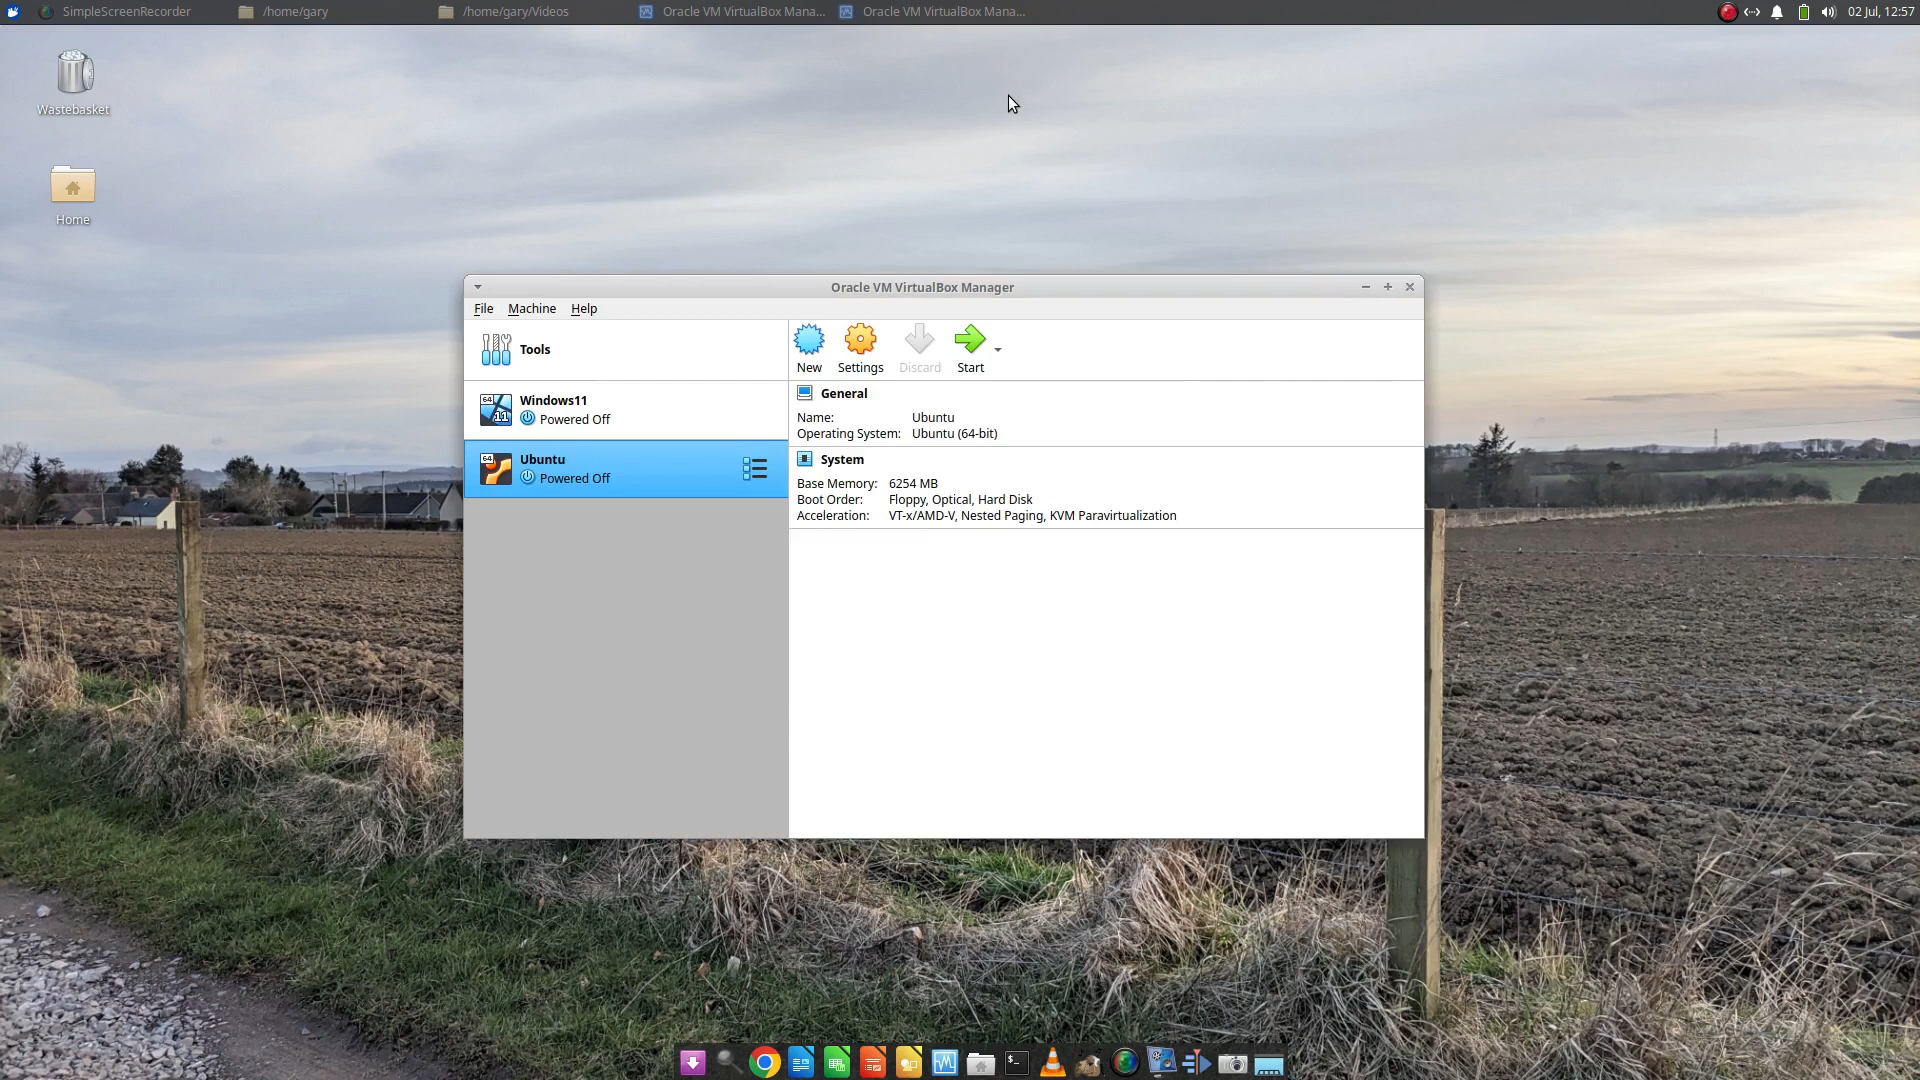 SimpleScreenRecorder
/home/gary
/home/gary/Videos
Oracle VM VirtualBox Mana...
Oracle VM VirtualBox Mana...
02 Jul, 12:57
Wastebasket
Home
Oracle VM VirtualBox Manager
File Machine Help
Tools
New
Settings
Discard
Start
64
11
Windows11
Powered Off
64
Ubuntu
Powered Off
General
Name: Ubuntu
Operating System: Ubuntu (64-bit)
System
Base Memory: 6254 MB
Boot Order: Floppy, Optical, Hard Disk
Acceleration: VT-x/AMD-V, Nested Paging, KVM Paravirtualization